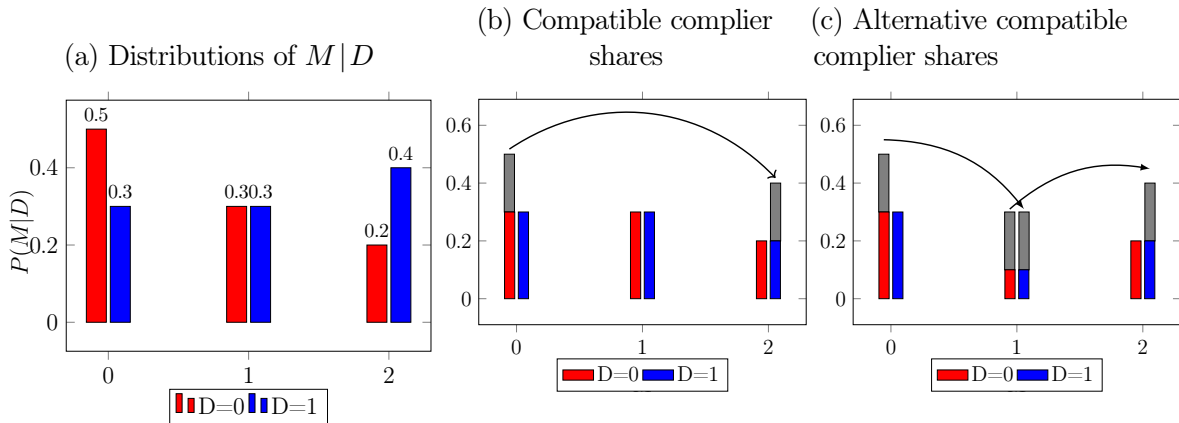 (a) Distributions of M|D
0.5
0.3
0.3
0.3
0.2
0.4
0.4
0.2
0
P(M|D)
0 1 2
D=0 D=1
(b) Compatible complier
shares
0.6
0.4
0.2
0
0 1 2
D=0 D=1
(c) Alternative compatible
complier shares
0.6
0.4
0.2
0
0 1 2
D=0 D=1